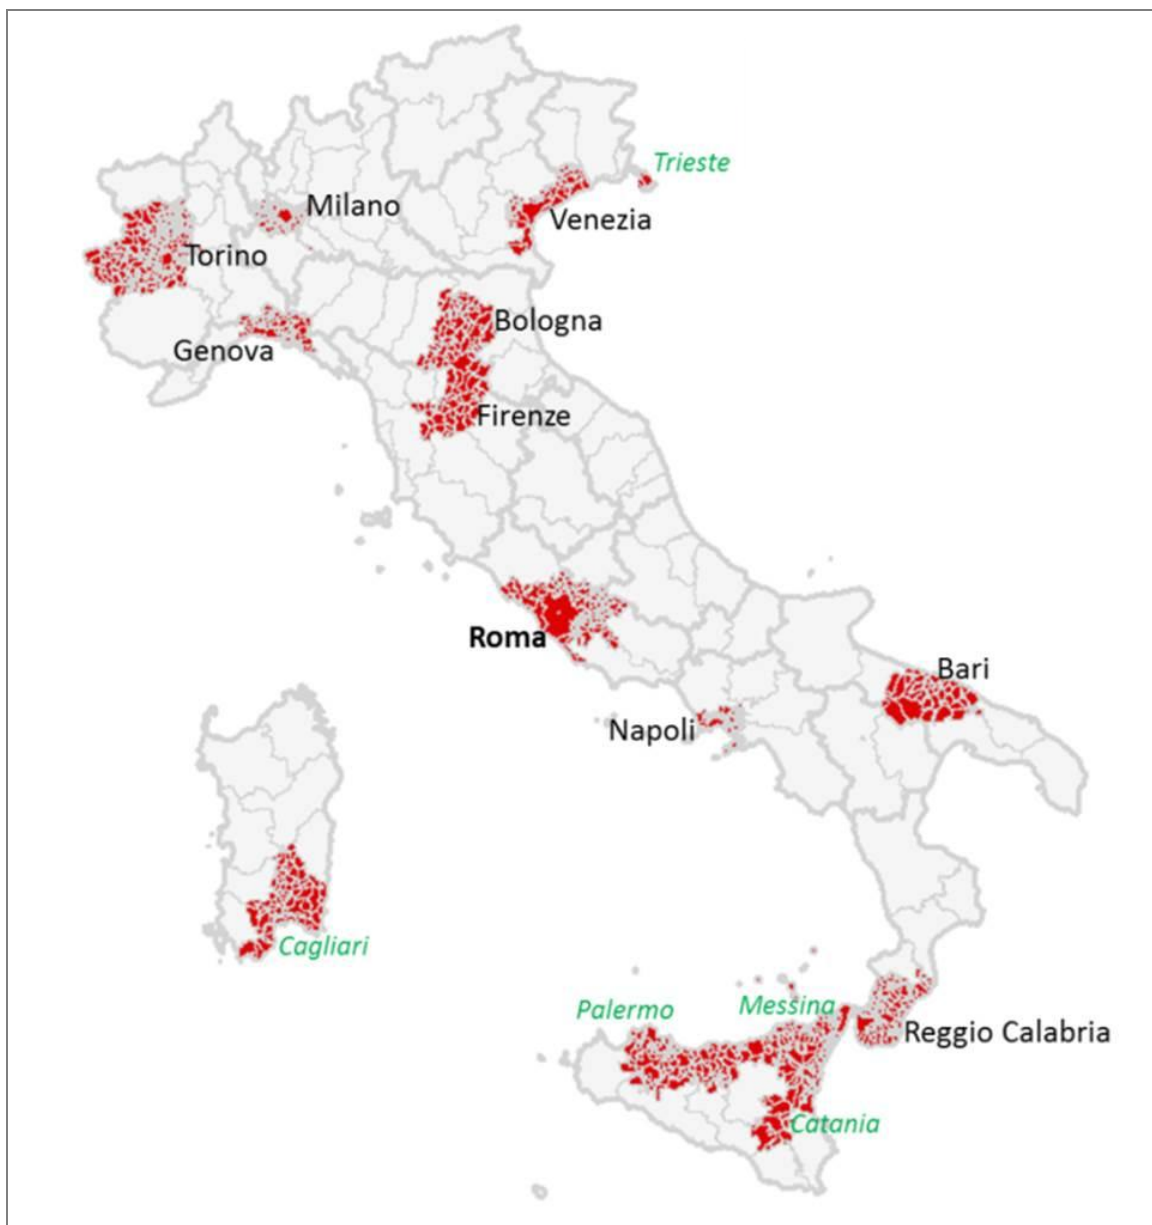 Trieste
Milano
Venezia
Torino
Bologna
Genova
Firenze
Roma
Bari
Napoli
Cagliari
Palermo
Messina
Reggio Calabria
Catania